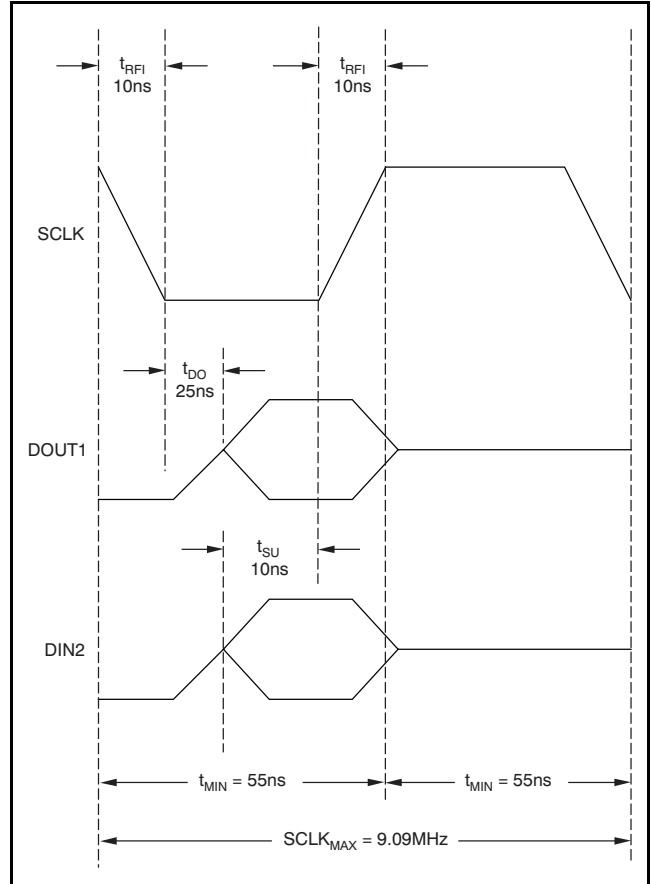 t_RFI
10ns
t_RFI
10ns
SCLK
t_DO
25ns
DOUT1
t_SU
10ns
DIN2
t_MIN = 55ns
t_MIN = 55ns
SCLK_MAX = 9.09MHz